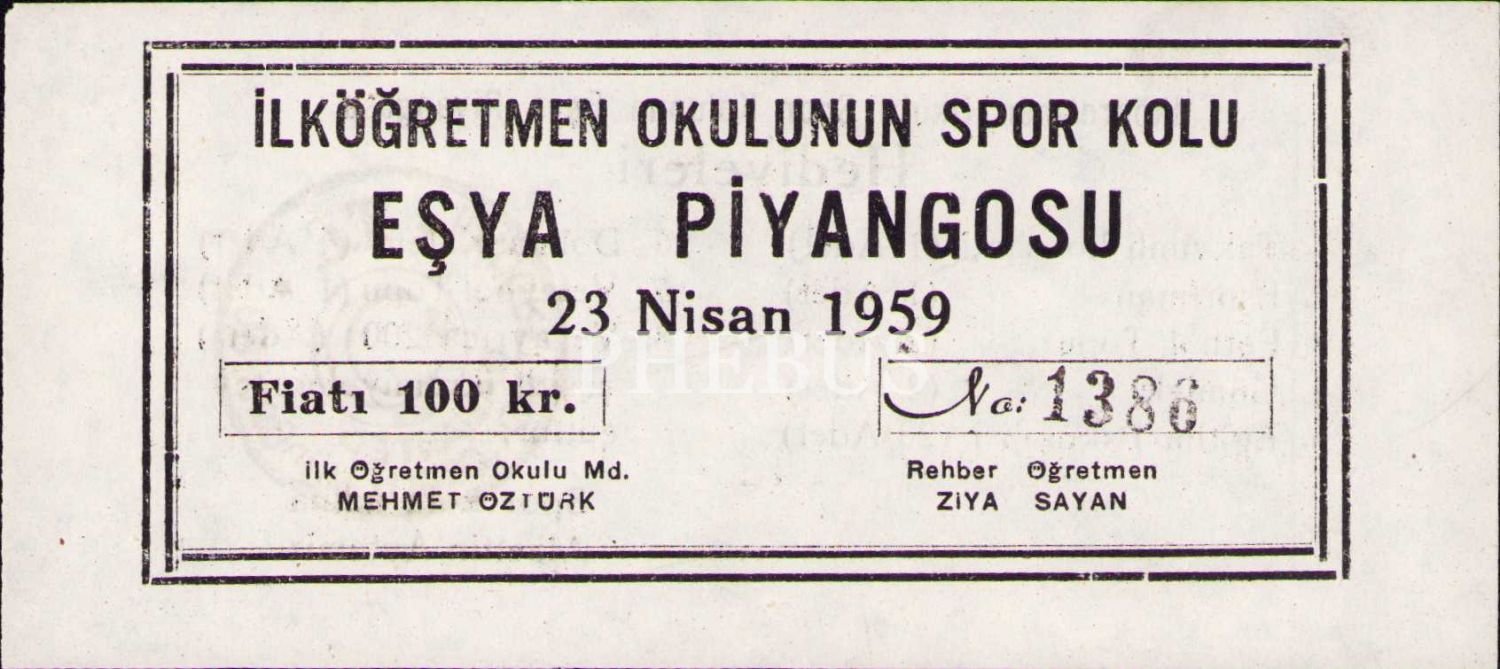 İLKÖĞRETMEN OKULUNUN SPOR KOLU
EŞYA PİYANGOSU
23 Nisan 1959
PHEBUS
Fiatı 100 kr.
No: 1386
ilk Öğretmen Okulu Md.
MEHMET ÖZTÜRK
Rehber Öğretmen
ZİYA SAYAN